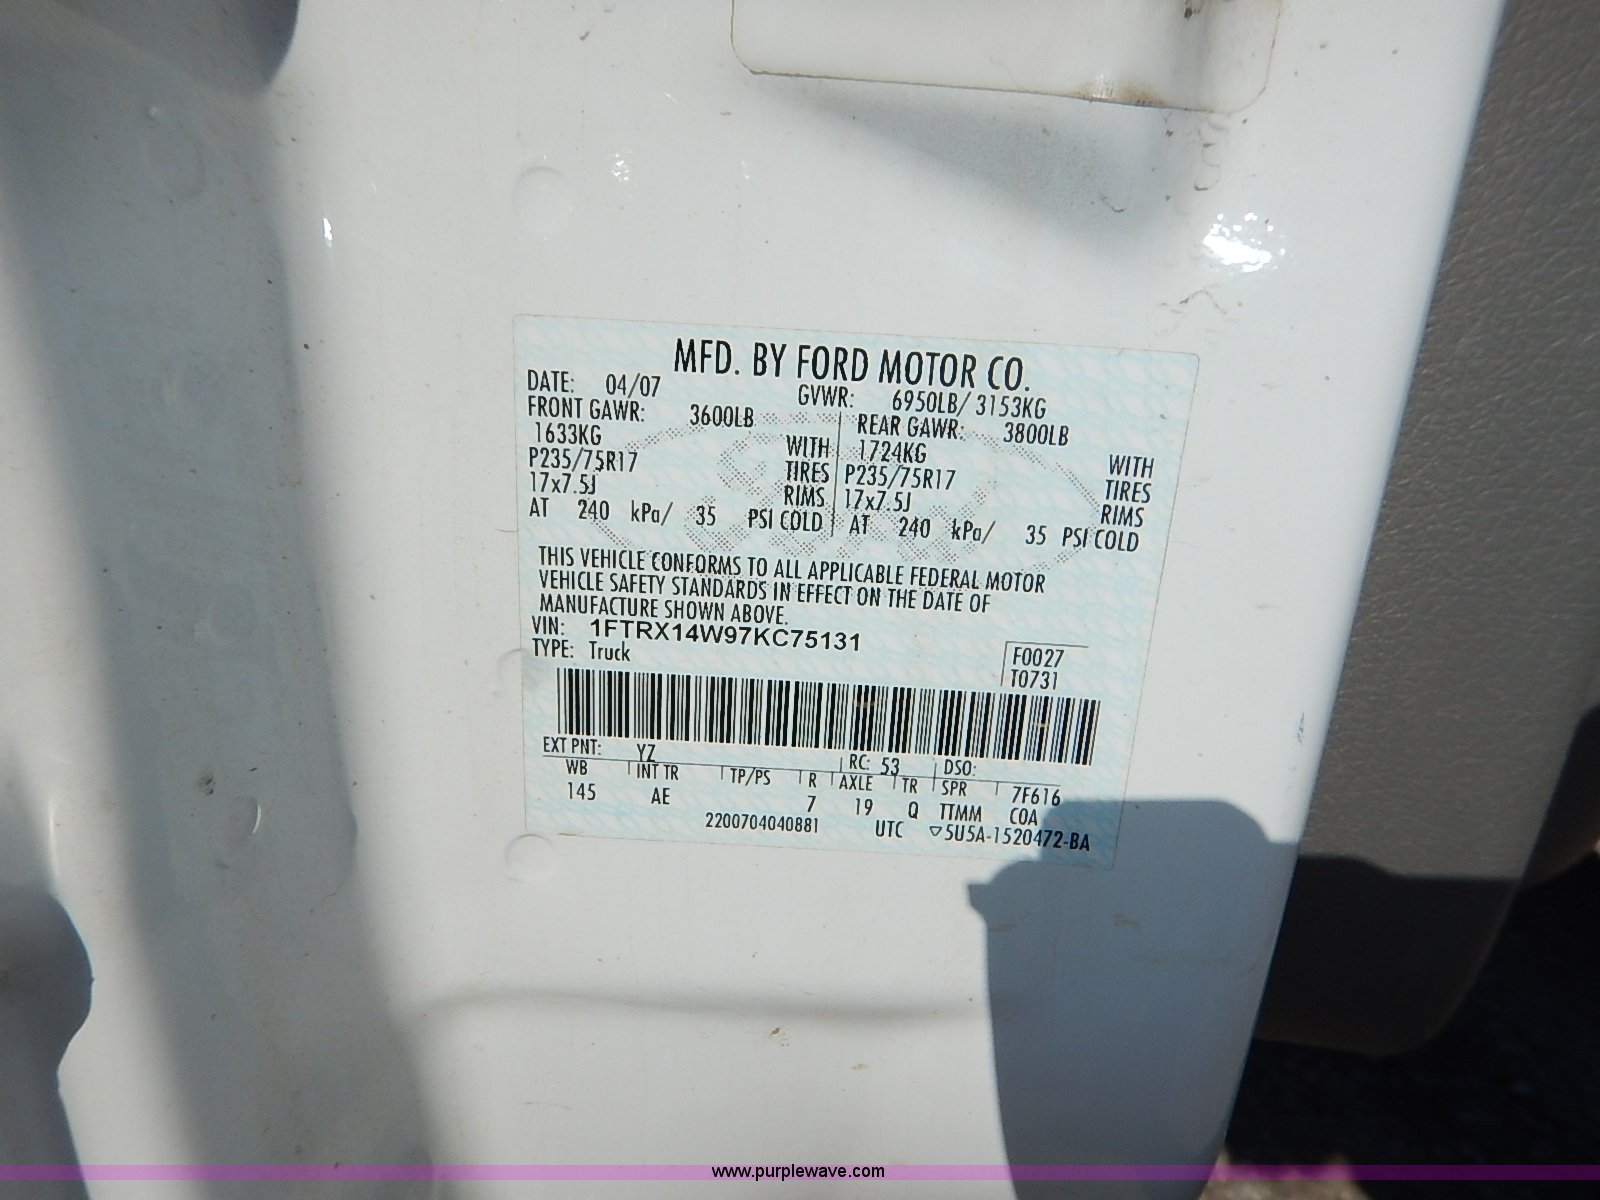 MFD. BY FORD MOTOR CO.
DATE: 04/07 GVWR: 6950LB/ 3153KG
FRONT GAWR: 3600LB REAR GAWR: 3800LB
1633KG WITH 1724KG WITH
P235/75R17 TIRES P235/75R17 TIRES
17x7.5J RIMS 17x7.5J RIMS
AT 240 kPa/ 35 PSI COLD AT 240 kPa/ 35 PSI COLD
THIS VEHICLE CONFORMS TO ALL APPLICABLE FEDERAL MOTOR
VEHICLE SAFETY STANDARDS IN EFFECT ON THE DATE OF
MANUFACTURE SHOWN ABOVE.
VIN: 1FTRX14W97KC75131
TYPE: Truck
F0027
T0731
EXT PNT: YZ RC: 53 DSO:
WB INT TR TP/PS R AXLE TR SPR 7F616
145 AE 7 19 Q TTMM COA
2200704040881 UTC ▽5U5A-1520472-BA
www.purplewave.com